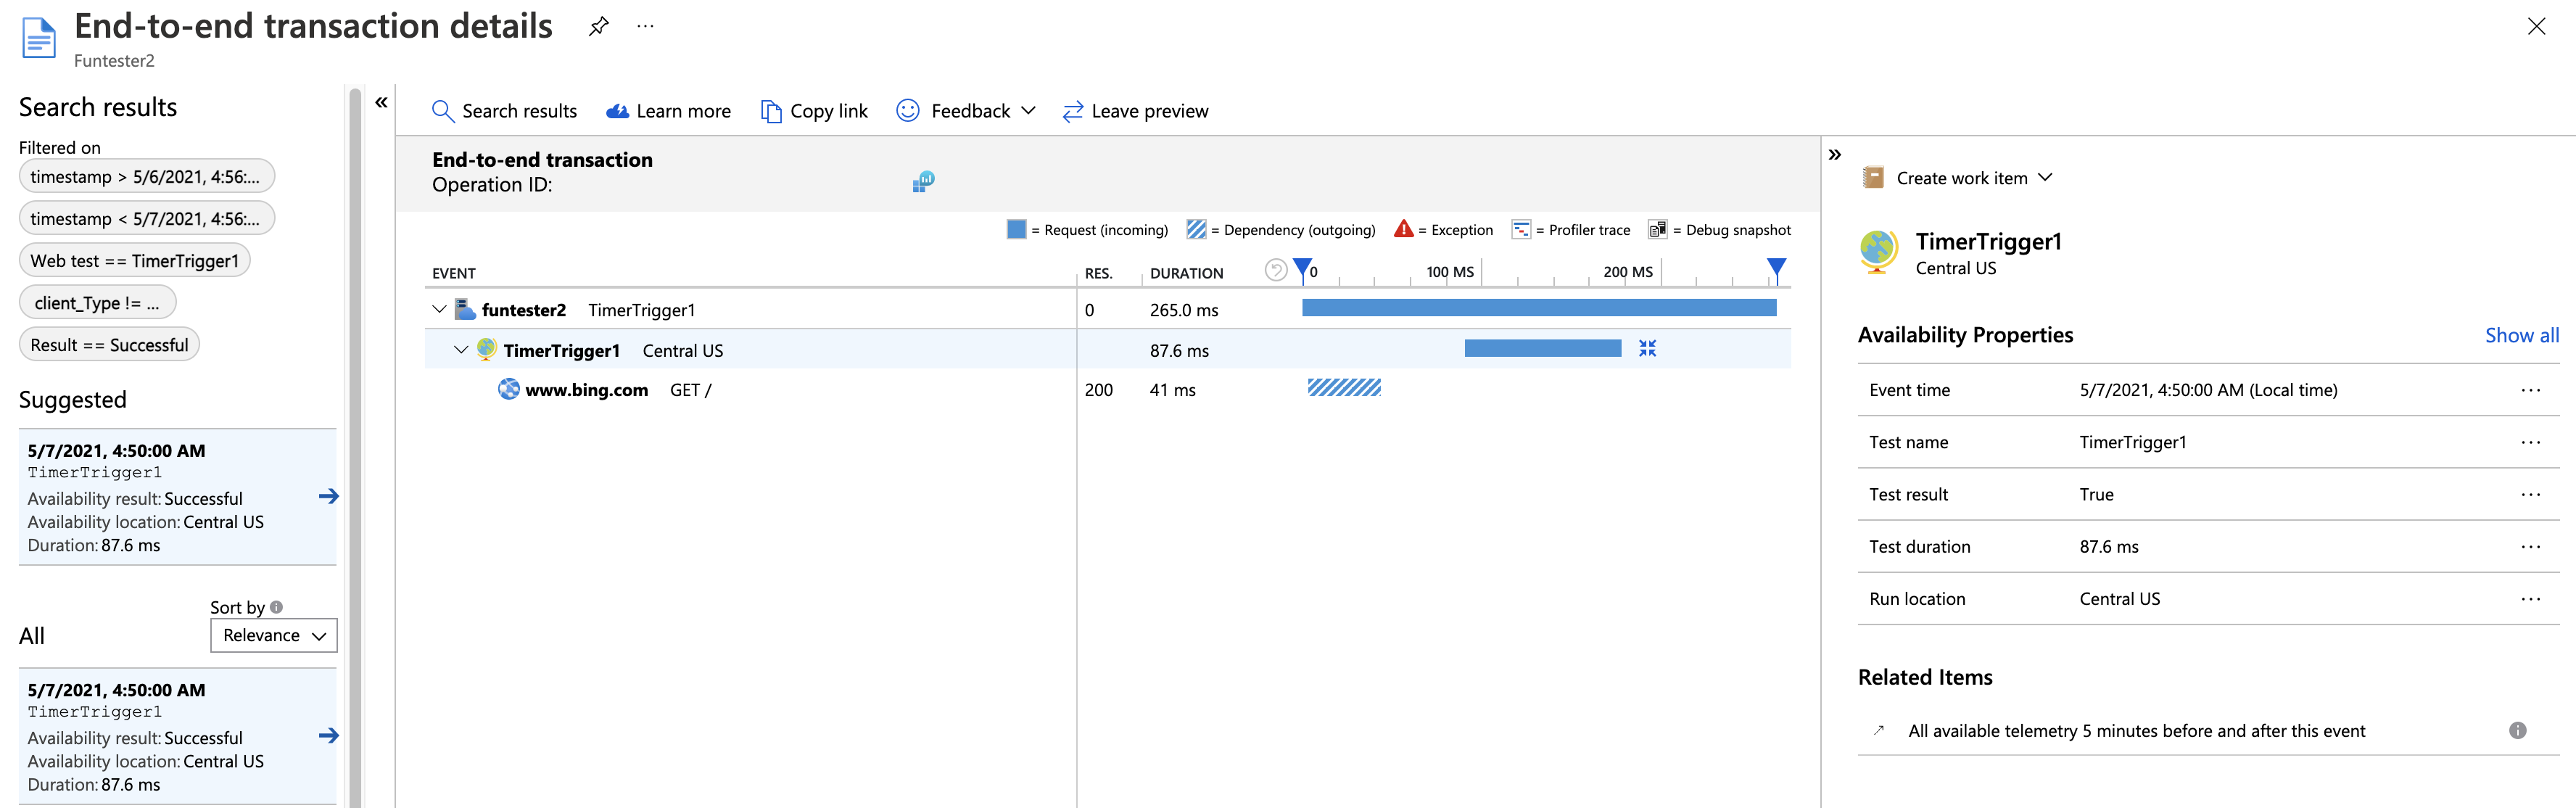 End-to-end transaction details
Funtester2
Search results
Filtered on
timestamp > 5/6/2021, 4:56:...
timestamp < 5/7/2021, 4:56:...
Web test == TimerTrigger1
client_Type != ...
Result == Successful
Suggested
5/7/2021, 4:50:00 AM
TimerTrigger1
Availability result: Successful
Availability location: Central US
Duration: 87.6 ms
Sort by
All
Relevance
5/7/2021, 4:50:00 AM
TimerTrigger1
Availability result: Successful
Availability location: Central US
Duration: 87.6 ms
Search results Learn more Copy link Feedback Leave preview
End-to-end transaction
Operation ID:
= Request (incoming) = Dependency (outgoing) = Exception = Profiler trace = Debug snapshot
EVENT RES. DURATION 0 100 MS 200 MS
funtester2 TimerTrigger1 0 265.0 ms
TimerTrigger1 Central US 87.6 ms
www.bing.com GET / 200 41 ms
Create work item
TimerTrigger1
Central US
Availability Properties Show all
Event time 5/7/2021, 4:50:00 AM (Local time) ...
Test name TimerTrigger1 ...
Test result True ...
Test duration 87.6 ms ...
Run location Central US ...
Related Items
All available telemetry 5 minutes before and after this event